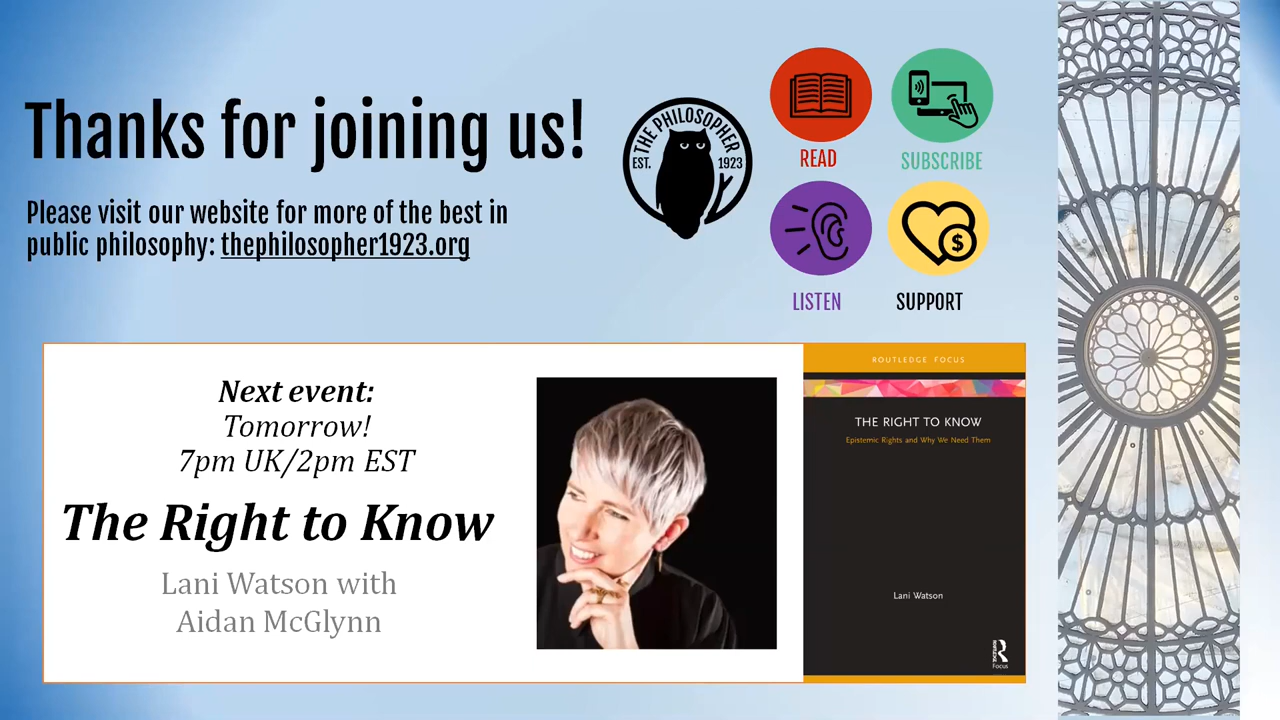 Thanks for joining us!
Please visit our website for more of the best in
public philosophy: thephilosopher1923.org
THE PHILOSOPHER
EST. 1923
READ
SUBSCRIBE
LISTEN
$
SUPPORT
Next event:
Tomorrow!
7pm UK/2pm EST
The Right to Know
Lani Watson with
Aidan McGlynn
ROUTLEDGE FOCUS
THE RIGHT TO KNOW
Epistemic Rights and Why We Need Them
Lani Watson
ROUTLEDGE
R
Focus